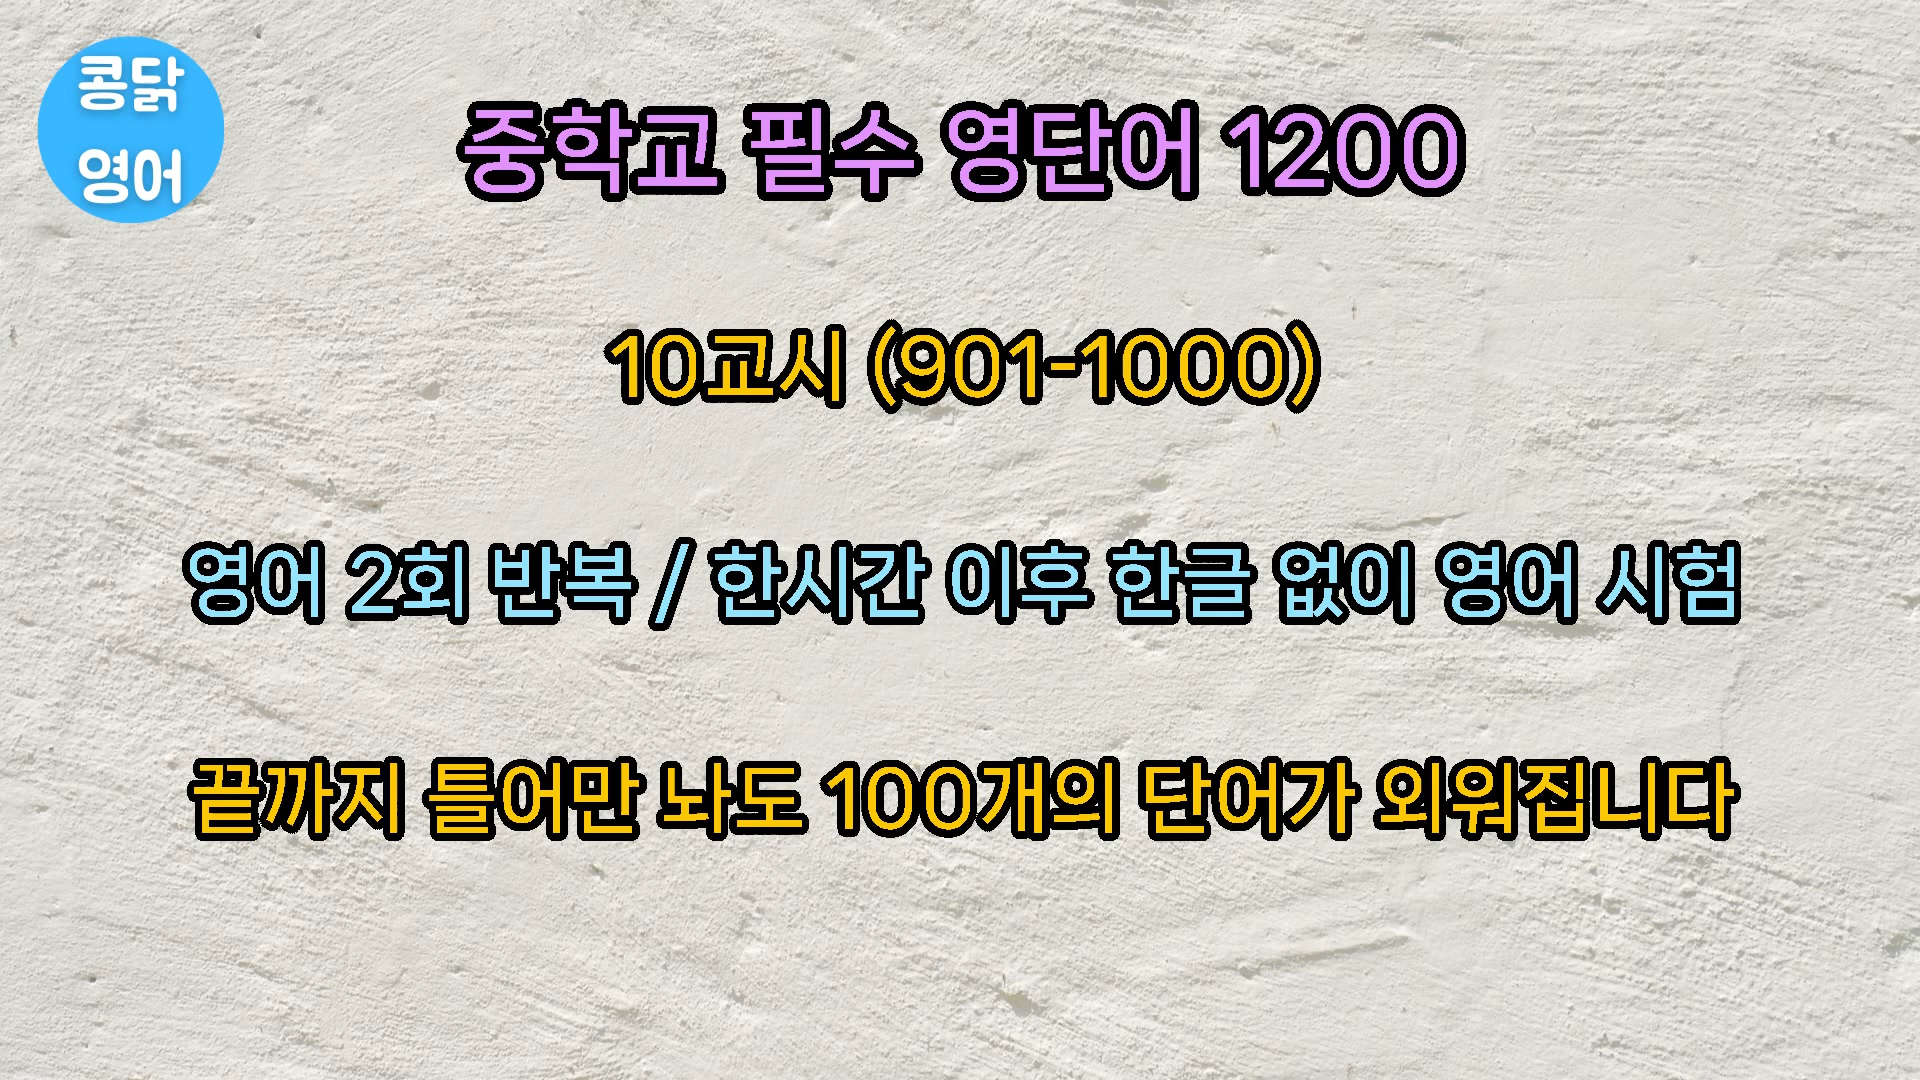 콩닭
영어
중학교 필수 영단어 1200
10교시 (901-1000)
영어 2회 반복 / 한시간 이후 한글 없이 영어 시험
끝까지 틀어만 놔도 100개의 단어가 외워집니다